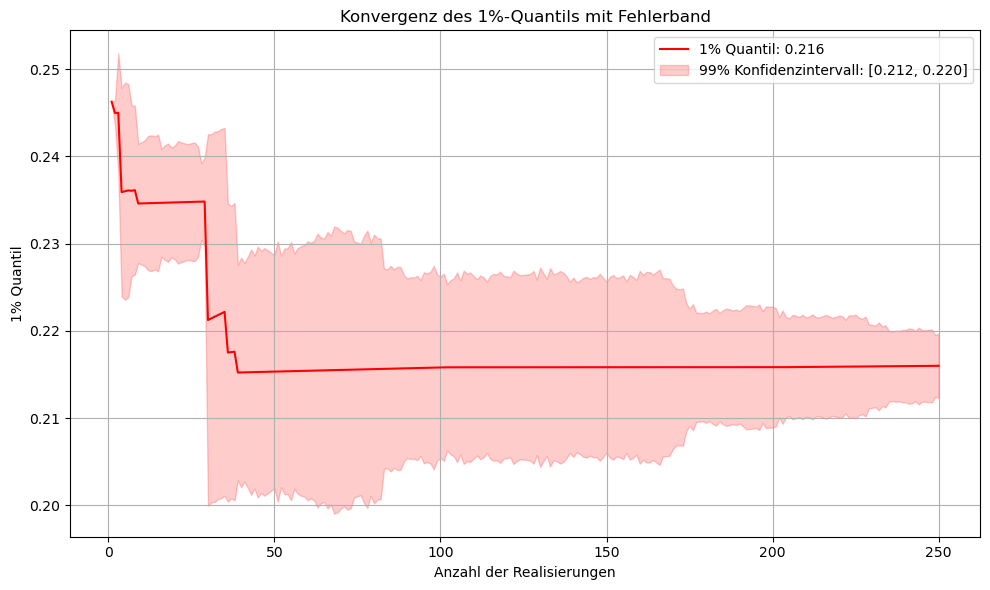 Konvergenz des 1%-Quantils mit Fehlerband
1% Quantil: 0.216
99% Konfidenzintervall: [0.212, 0.220]
1% Quantil
0.25
0.24
0.23
0.22
0.21
0.20
0
50
100
150
200
250
Anzahl der Realisierungen